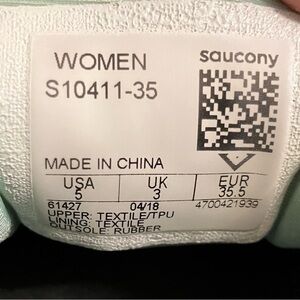 WOMEN saucony
S10411-35
MADE IN CHINA
USA UK EUR
5 3 35.5
61427 04/18 4700421939
UPPER: TEXTILE/TPU
LINING: TEXTILE
OUTSOLE: RUBBER